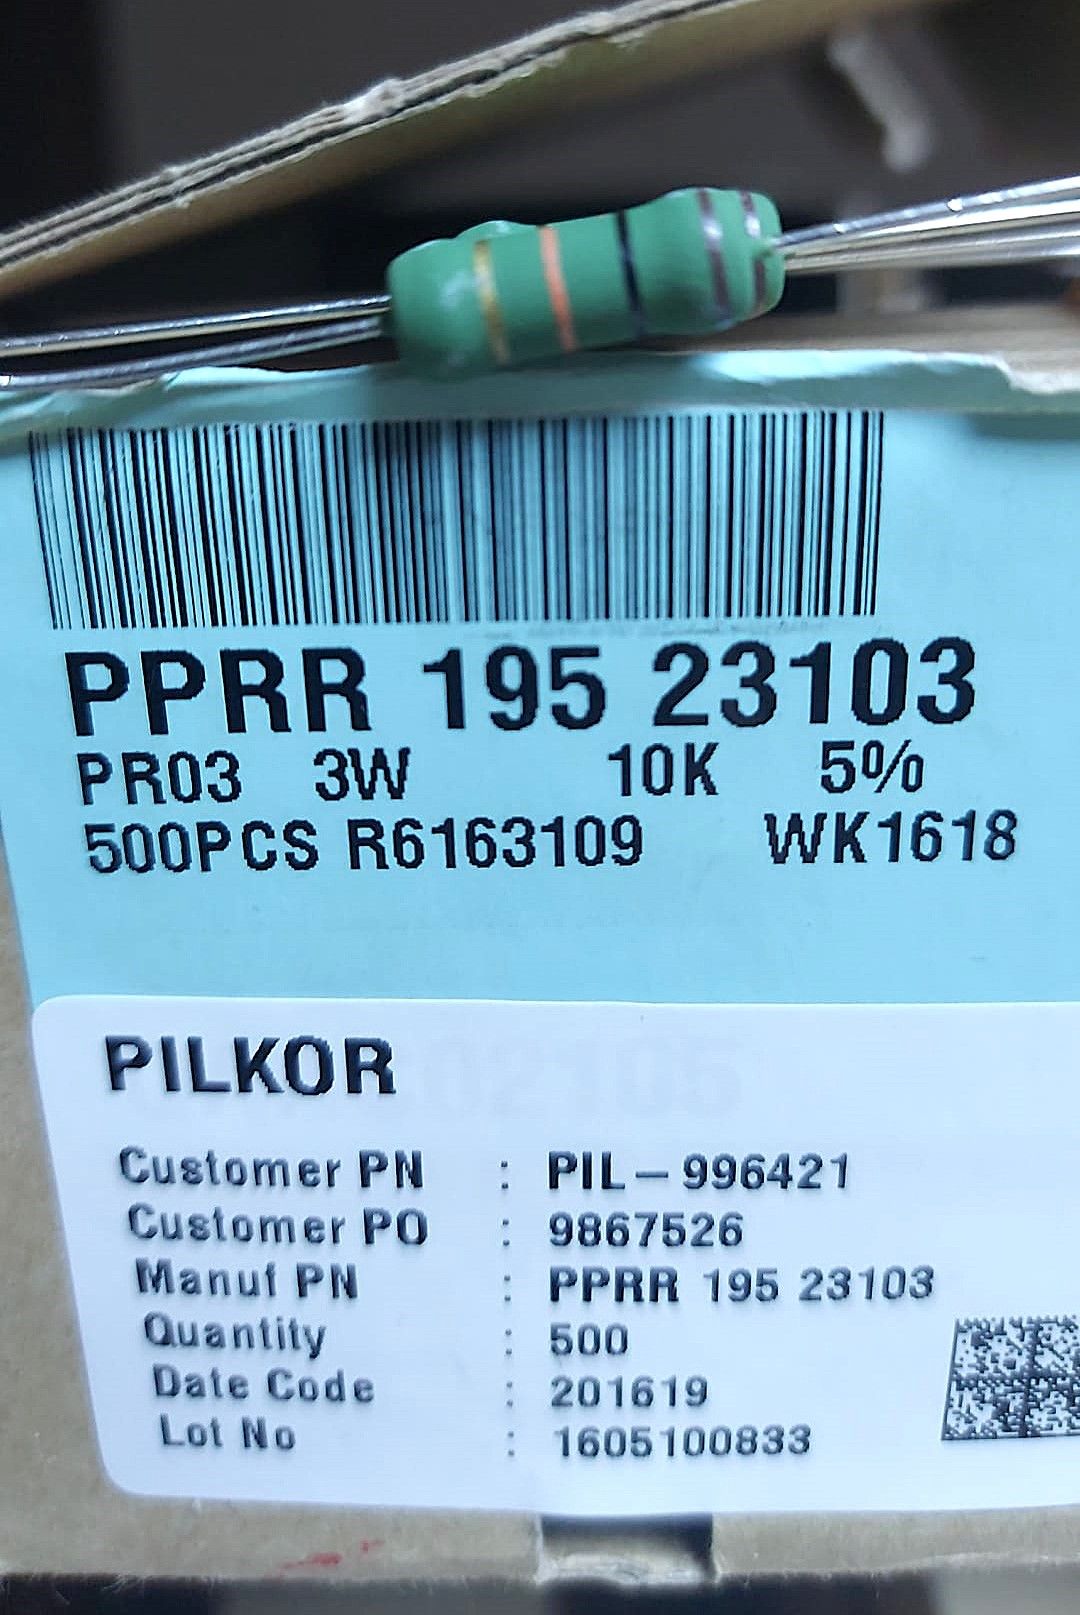 PPRR 195 23103
PR03 3W 10K 5%
500PCS R6163109 WK1618
PILKOR
Customer PN : PIL-996421
Customer PO : 9867526
Manuf PN : PPRR 195 23103
Quantity : 500
Date Code : 201619
Lot No : 1605100833